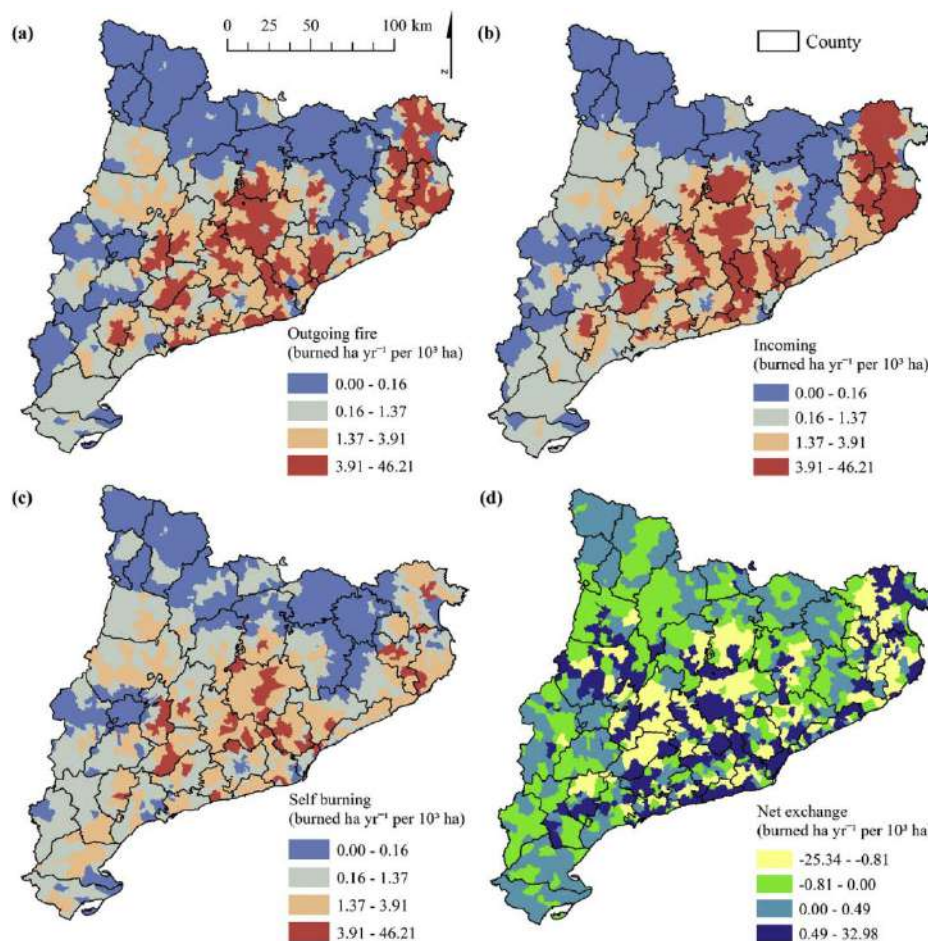 (a)
0 25 50 100 km
z
(b)
County
Outgoing fire
(burned ha yr⁻¹ per 10³ ha)
0.00 - 0.16
0.16 - 1.37
1.37 - 3.91
3.91 - 46.21
Incoming
(burned ha yr⁻¹ per 10³ ha)
0.00 - 0.16
0.16 - 1.37
1.37 - 3.91
3.91 - 46.21
(c)
(d)
Self burning
(burned ha yr⁻¹ per 10³ ha)
0.00 - 0.16
0.16 - 1.37
1.37 - 3.91
3.91 - 46.21
Net exchange
(burned ha yr⁻¹ per 10³ ha)
-25.34 - -0.81
-0.81 - 0.00
0.00 - 0.49
0.49 - 32.98